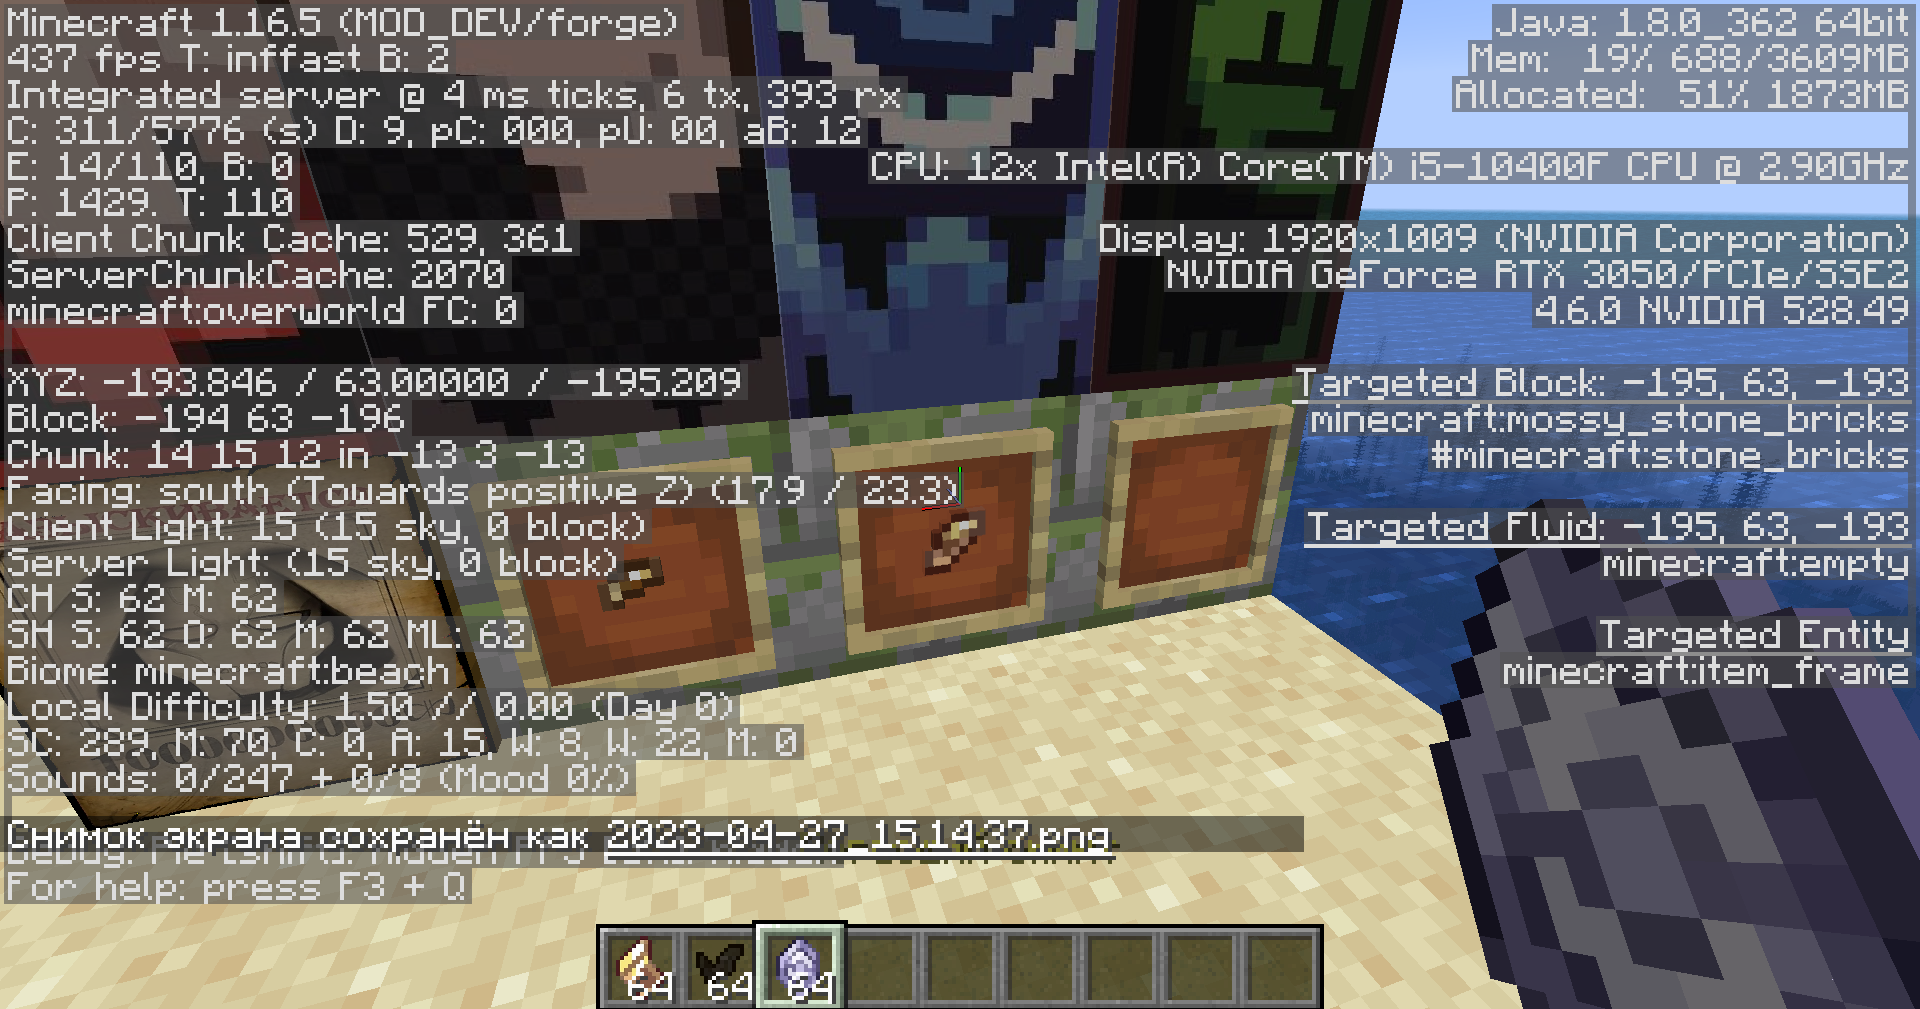 Minecraft 1.16.5 (MOD_DEV/forge)
437 fps T: inffast B: 2
Integrated server @ 4 ms ticks, 6 tx, 393 rx
C: 311/5776 (s) D: 9, pC: 000, pU: 00, aB: 12
E: 14/110, B: 0
P: 1429. T: 110
Client Chunk Cache: 529, 361
ServerChunkCache: 2070
minecraft:overworld FC: 0
XYZ: -193.846 / 63.00000 / -195.209
Block: -194 63 -196
Chunk: 14 15 12 in -13 3 -13
Facing: south (Towards positive Z) (17.9 / 23.3)
Client Light: 15 (15 sky, 0 block)
Server Light: (15 sky, 0 block)
CH S: 62 M: 62
SH S: 62 O: 62 M: 62 ML: 62
Biome: minecraft:beach
Local Difficulty: 1.50 // 0.00 (Day 0)
SC: 289, M: 70, C: 0, A: 15, W: 8, W: 22, M: 0
Sounds: 0/247 + 0/8 (Mood 0%)
Снимок экрана сохранён как 2023-04-27_15.14.37.png
For help: press F3 + Q
Java: 1.8.0_362 64bit
Mem: 19% 688/3609MB
Allocated: 51% 1873MB
CPU: 12x Intel(R) Core(TM) i5-10400F CPU @ 2.90GHz
Display: 1920x1009 (NVIDIA Corporation)
NVIDIA GeForce RTX 3050/PCIe/SSE2
4.6.0 NVIDIA 528.49
Targeted Block: -195, 63, -193
minecraft:mossy_stone_bricks
#minecraft:stone_bricks
Targeted Fluid: -195, 63, -193
minecraft:empty
Targeted Entity
minecraft:item_frame
64
64
64